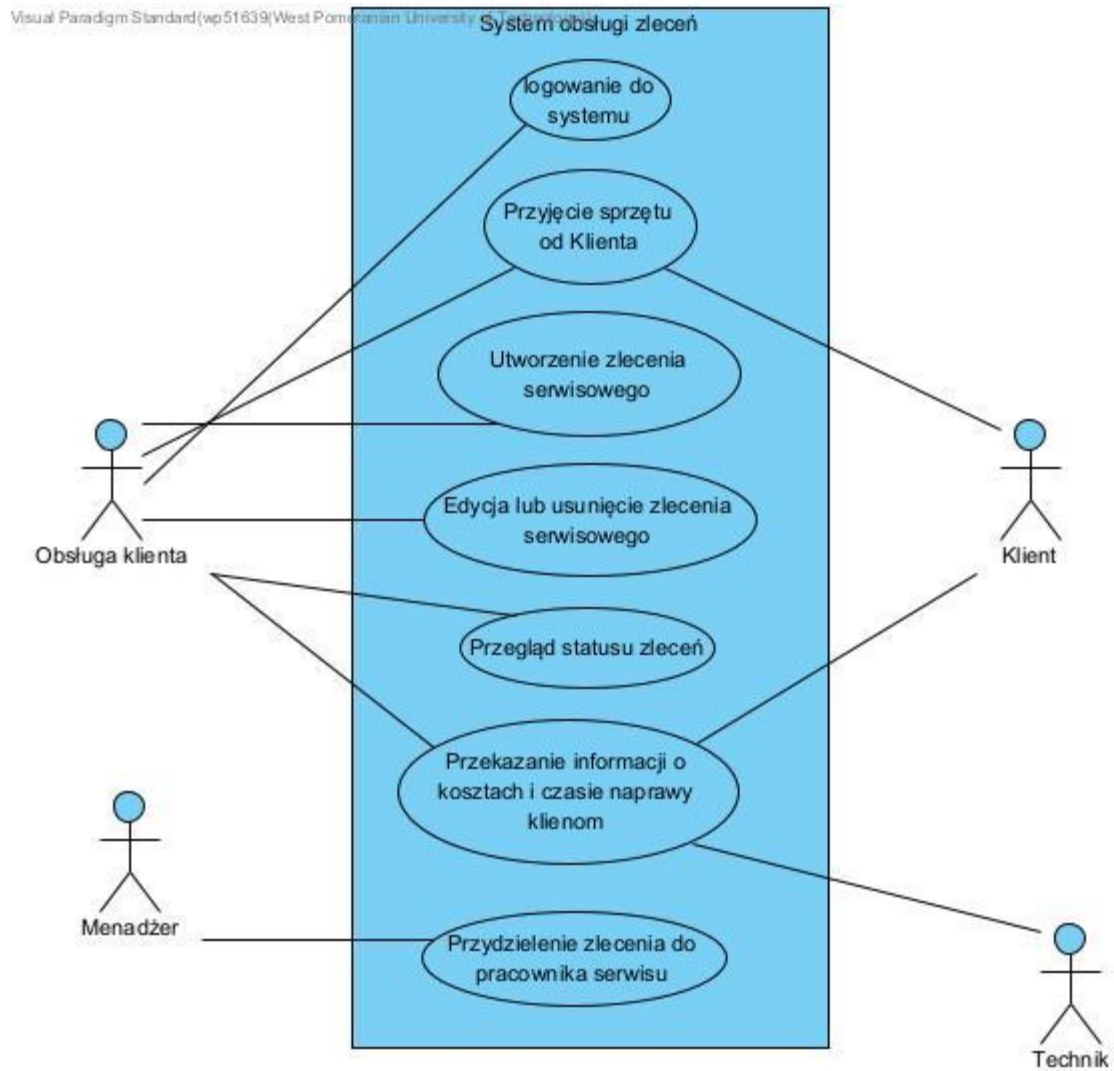 Visual Paradigm Standard(wp51639(West Pomeranian University of
System obsługi zleceń
logowanie do
systemu
Przyjęcie sprzętu
od Klienta
Utworzenie zlecenia
serwisowego
Edycja lub usunięcie zlecenia
serwisowego
Obsługa klienta
Klient
Przegląd statusu zleceń
Przekazanie informacji o
kosztach i czasie naprawy
klienom
Menadżer
Przydzielenie zlecenia do
pracownika serwisu
Technik